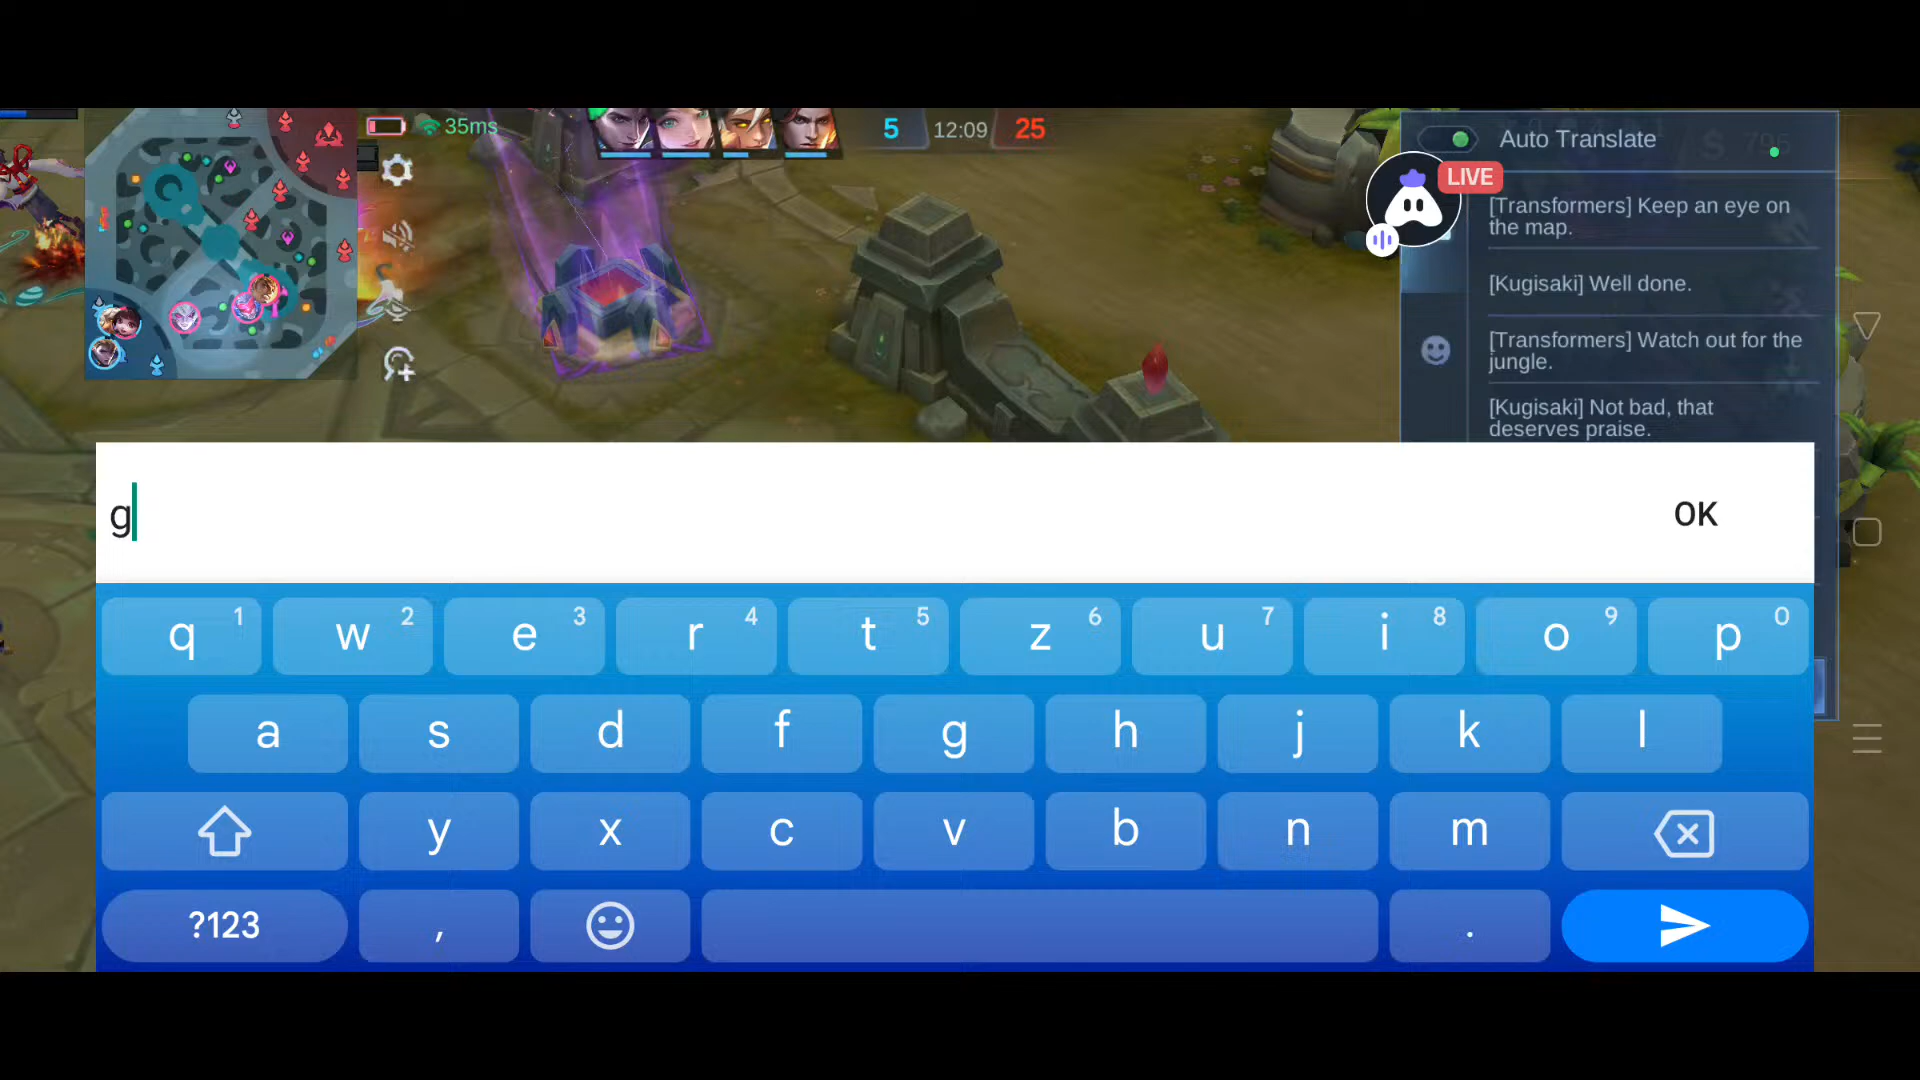 35ms
5 12:09 25
Auto Translate
LIVE
[Transformers] Keep an eye on
the map.
[Kugisaki] Well done.
[Transformers] Watch out for the
jungle.
[Kugisaki] Not bad, that
deserves praise.
g
OK
q 1 w 2 e 3 r 4 t 5 z 6 u 7 i 8 o 9 p 0
a s d f g h j k l
y x c v b n m
?123 , .